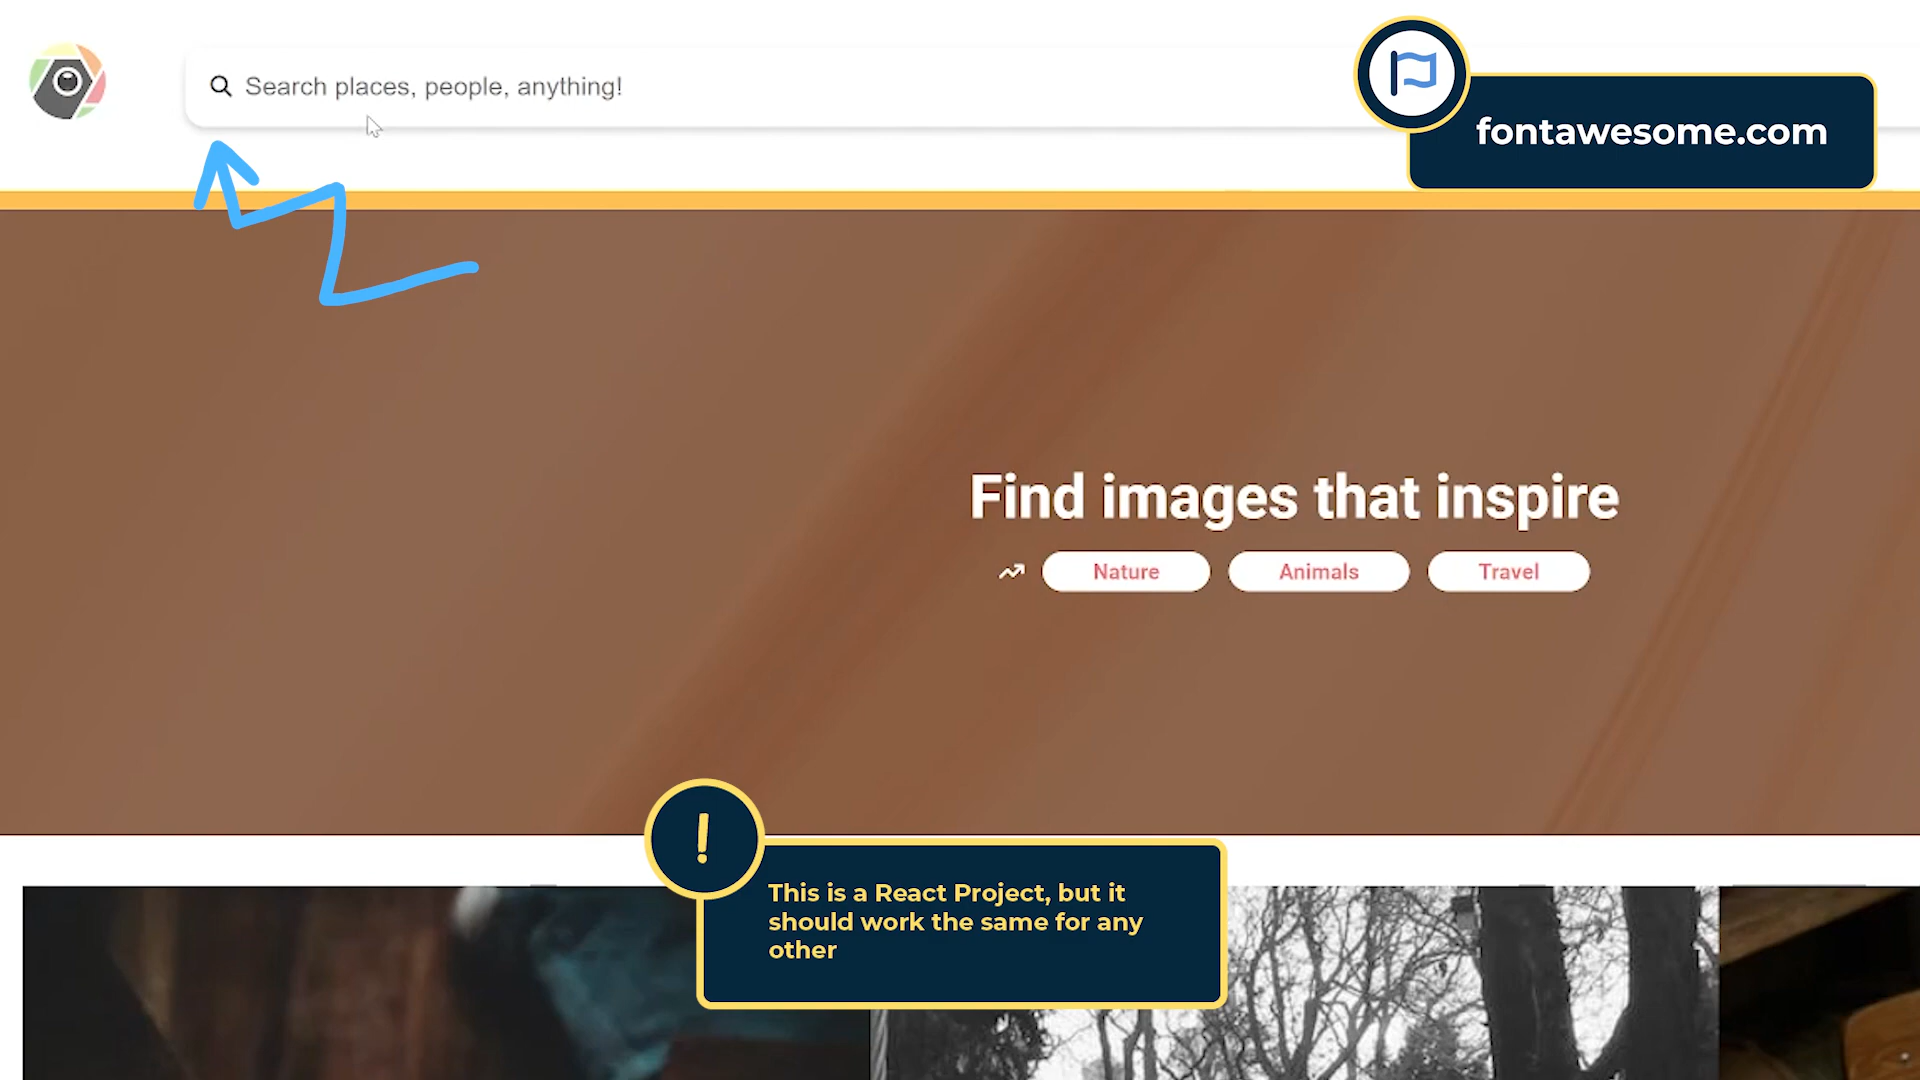 Search places, people, anything!
fontawesome.com
Find images that inspire
Nature
Animals
Travel
!
This is a React Project, but it
should work the same for any
other